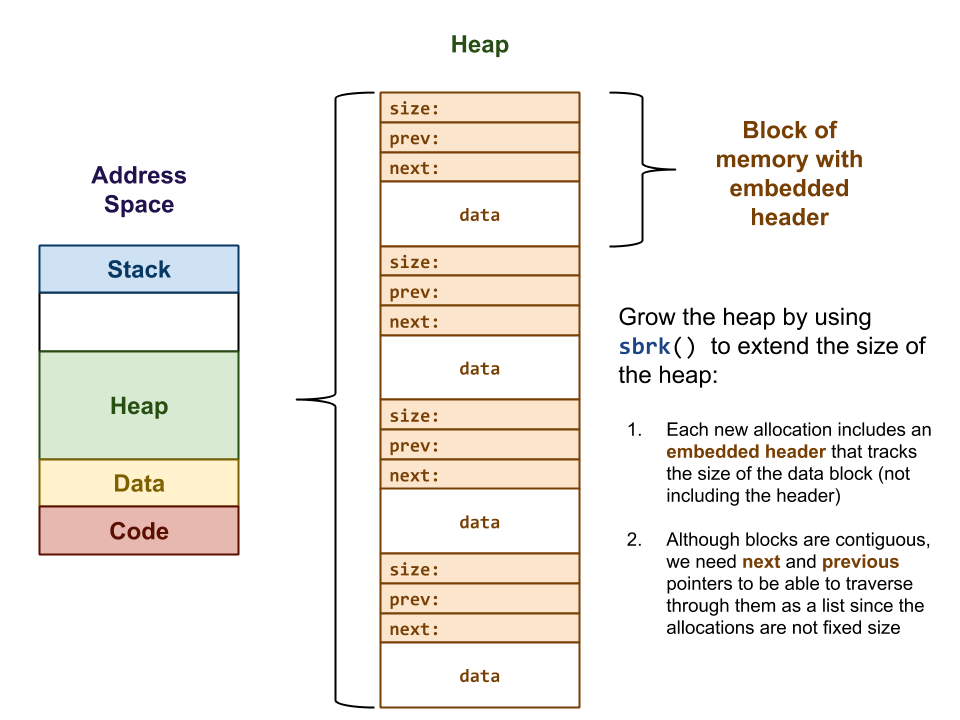 Heap
Address
Space
Stack
Heap
Data
Code
size:
prev:
next:
data
size:
prev:
next:
data
size:
prev:
next:
data
size:
prev:
next:
data
Block of
memory with
embedded
header
Grow the heap by using
sbrk() to extend the size of
the heap:
1. Each new allocation includes an
embedded header that tracks
the size of the data block (not
including the header)
2. Although blocks are contiguous,
we need next and previous
pointers to be able to traverse
through them as a list since the
allocations are not fixed size